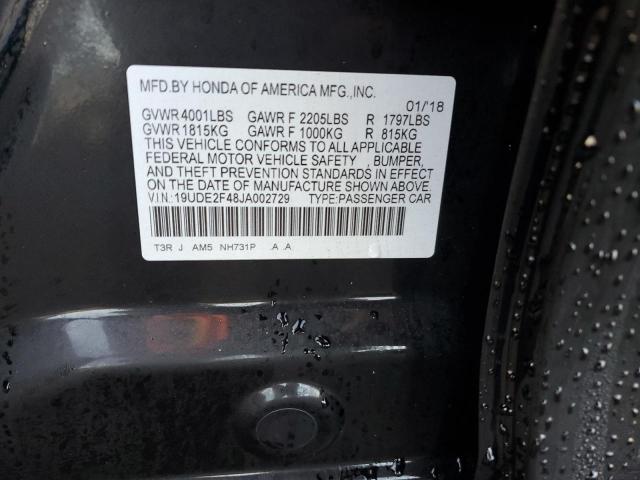 MFD.BY HONDA OF AMERICA MFG.,INC.
01/18
GVWR 4001LBS GAWR F 2205LBS R 1797LBS
GVWR 1815KG GAWR F 1000KG R 815KG
THIS VEHICLE CONFORMS TO ALL APPLICABLE
FEDERAL MOTOR VEHICLE SAFETY , BUMPER,
AND THEFT PREVENTION STANDARDS IN EFFECT
ON THE DATE OF MANUFACTURE SHOWN ABOVE.
V.I.N: 19UDE2F48JA002729 TYPE:PASSENGER CAR
T3R J AM5 NH731P .A .A